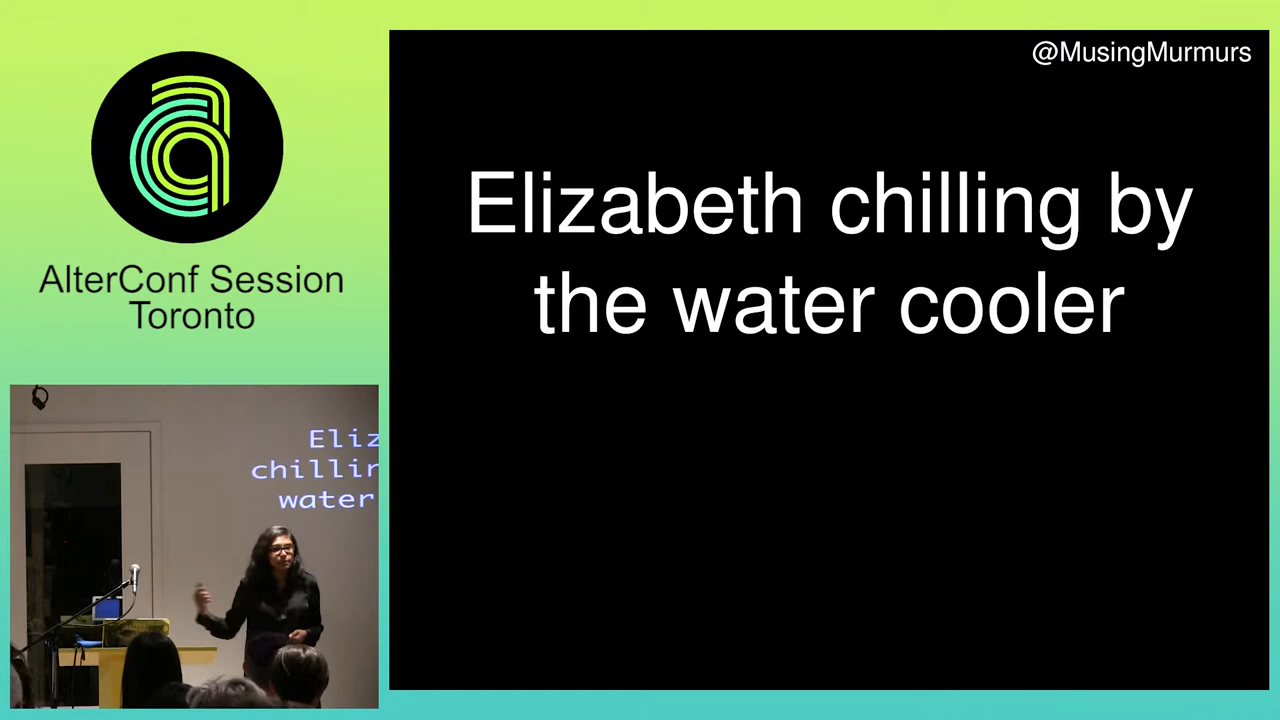 @MusingMurmurs
Elizabeth chilling by
the water cooler
AlterConf Session
Toronto
Eliz
chillin
water